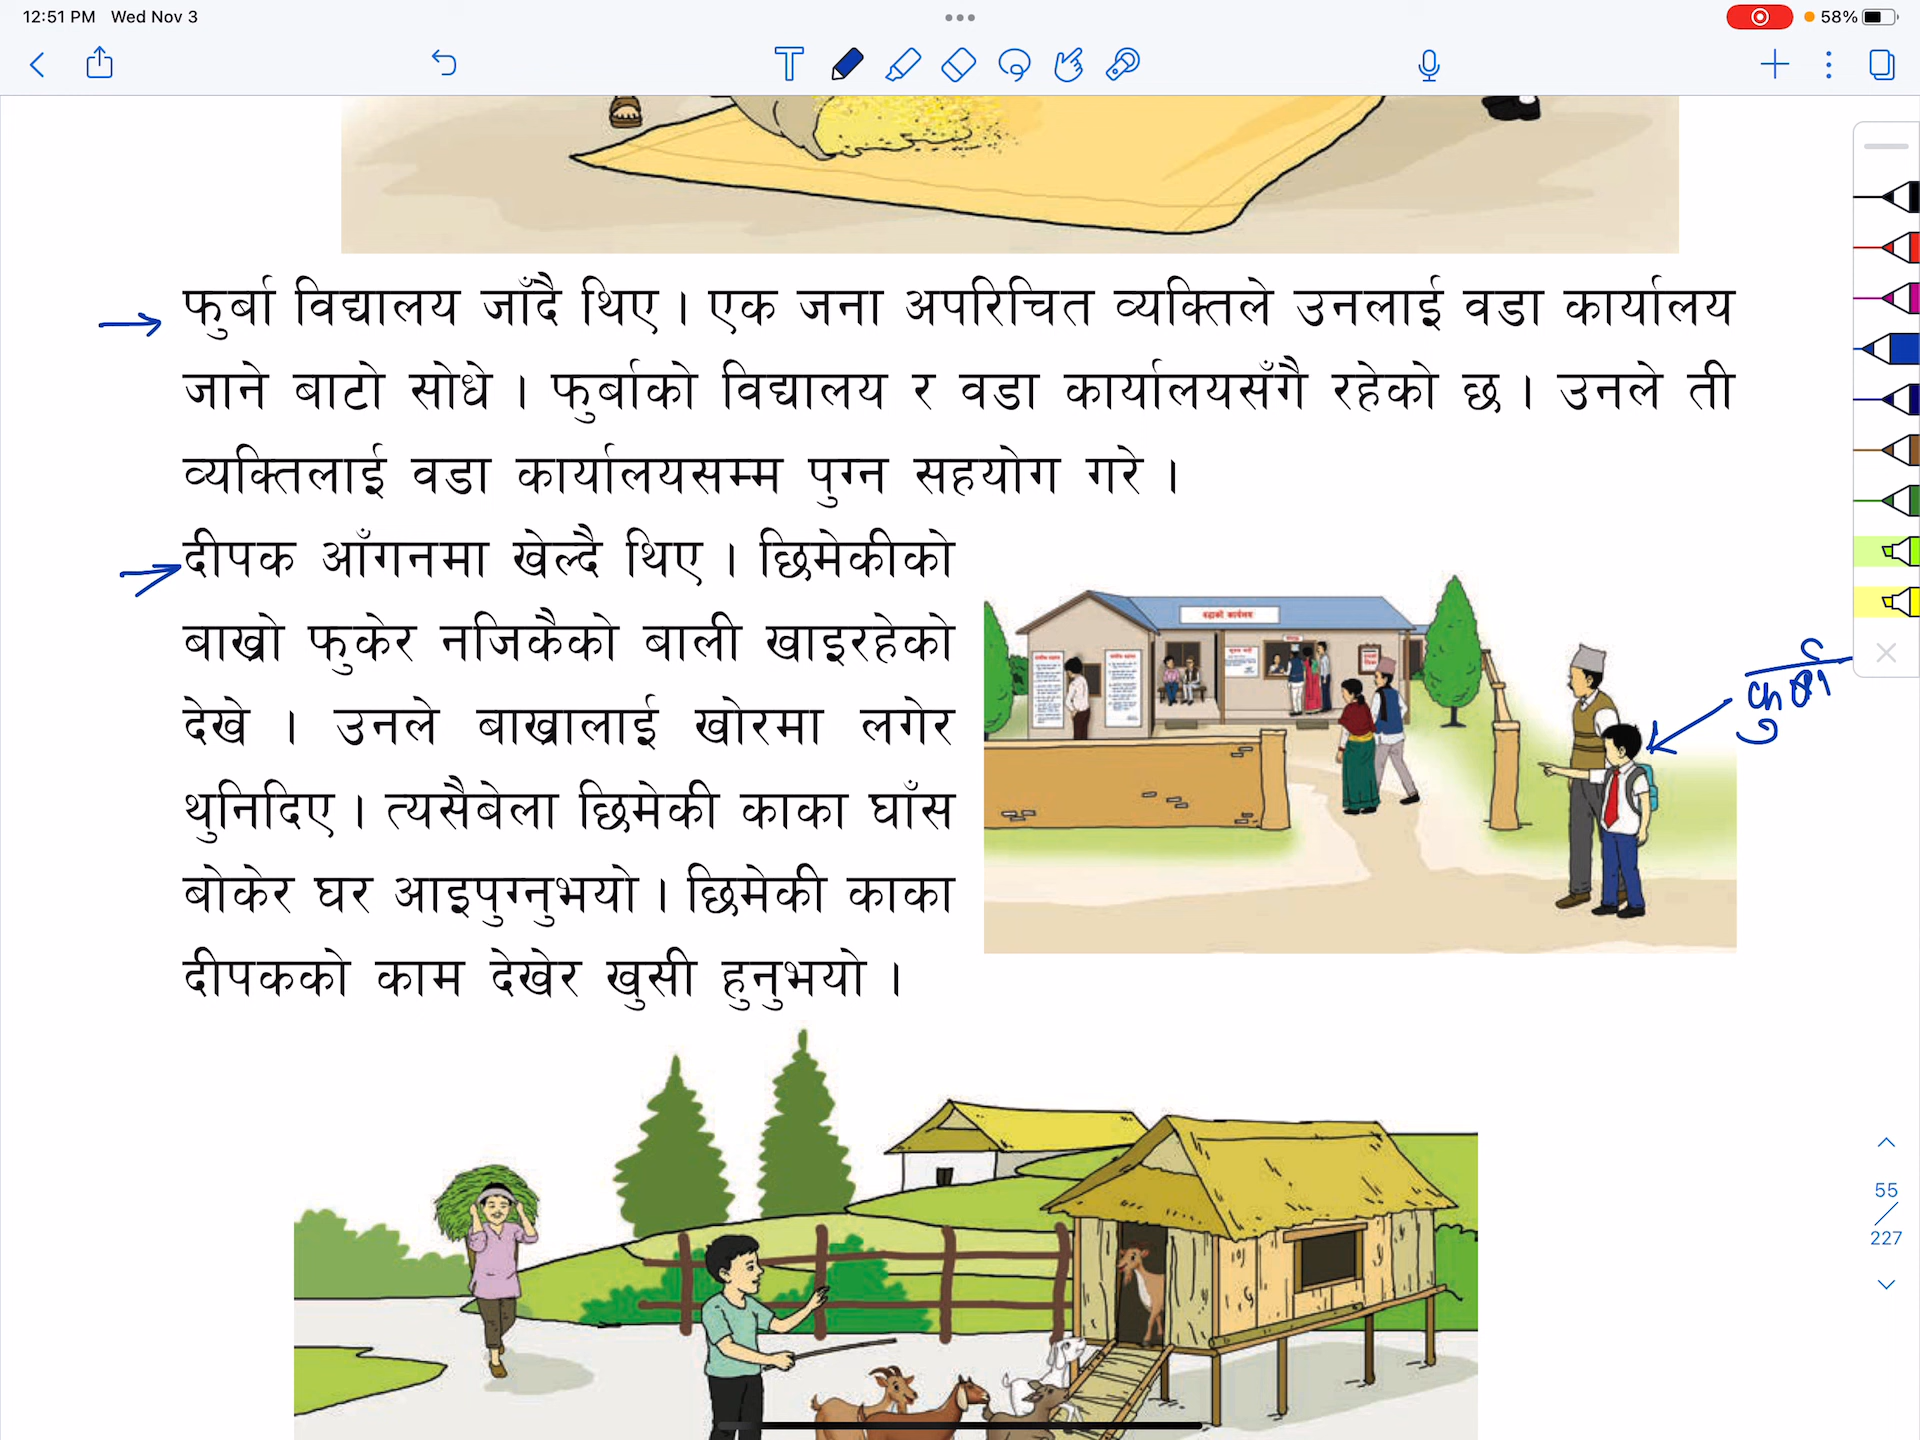 12:51 PM Wed Nov 3
58%
फुर्बा विद्यालय जाँदै थिए । एक जना अपरिचित व्यक्तिले उनलाई वडा कार्यालय
जाने बाटो सोधे । फुर्बाको विद्यालय र वडा कार्यालयसँगै रहेको छ । उनले ती
व्यक्तिलाई वडा कार्यालयसम्म पुग्न सहयोग गरे ।
दीपक आँगनमा खेल्दै थिए । छिमेकीको
बाख्रो फुकेर नजिकैको बाली खाइरहेको
देखे । उनले बाख्रालाई खोरमा लगेर
थुनिदिए । त्यसैबेला छिमेकी काका घाँस
बोकेर घर आइपुग्नुभयो । छिमेकी काका
दीपकको काम देखेर खुसी हुनुभयो ।
वडाको कार्यालय
फुर्बा
55
227